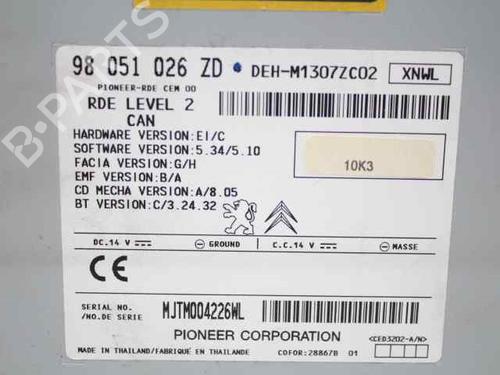 B-PARTS
98 051 026 ZD • DEH-M1307ZC02 XNWL
PIONEER-RDE CEM 00
RDE LEVEL 2
CAN
HARDWARE VERSION:EI/C
SOFTWARE VERSION: 5.34/5.10
FACIA VERSION:G/H
10K3
EMF VERSION:B/A
CD MECHA VERSION:A/8.05
BT VERSION:C/3.24.32
DC.14 V GROUND C.C.14 V MASSE
CE
SERIAL NO.
/NO.DE SERIE MJTM004226WL
PIONEER CORPORATION <CED3202-A/N>
MADE IN THAILAND/FABRIQUÉ EN THAILANDE COFOR:28867B 01